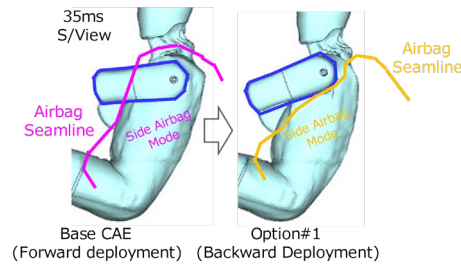 35ms
S/View
Airbag
Seamline
Airbag
Seamline
Side Airbag
Mode
Side Airbag
Mode
Base CAE
(Forward deployment)
Option#1
(Backward Deployment)